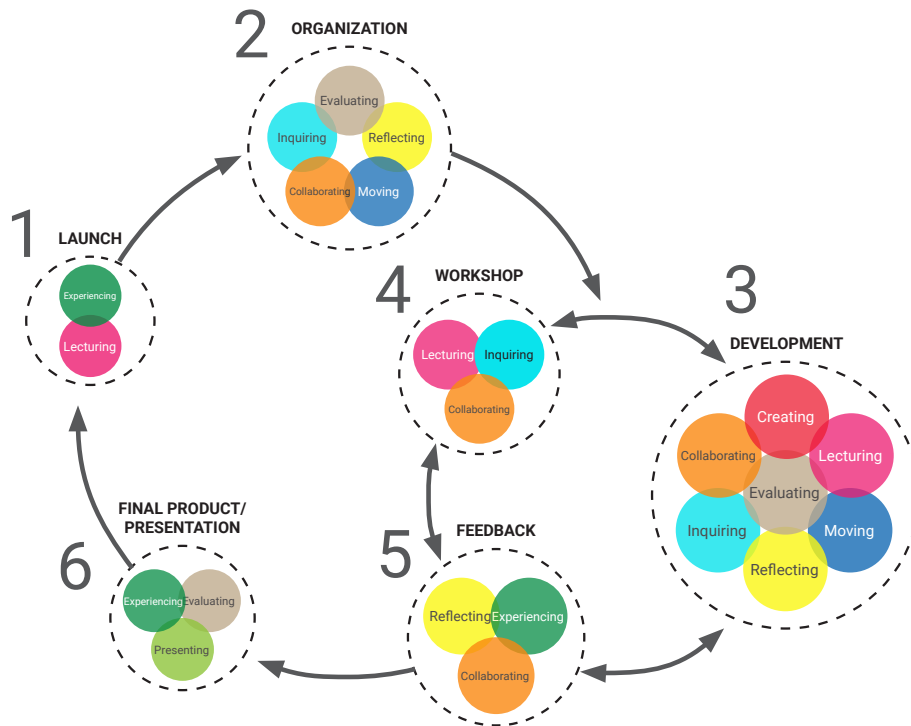 1
LAUNCH
Experiencing
Lecturing
2
ORGANIZATION
Evaluating
Inquiring
Reflecting
Collaborating
Moving
3
DEVELOPMENT
Creating
Collaborating
Lecturing
Evaluating
Inquiring
Moving
Reflecting
4
WORKSHOP
Lecturing
Inquiring
Collaborating
5
FEEDBACK
Reflecting
Experiencing
Collaborating
6
FINAL PRODUCT/
PRESENTATION
Experiencing
Evaluating
Presenting